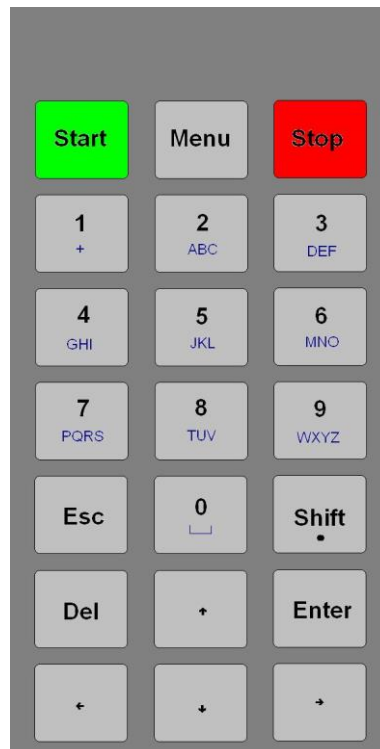 Start Menu Stop
1 2 3
+ ABC DEF
4 5 6
GHI JKL MNO
7 8 9
PQRS TUV WXYZ
Esc 0 Shift
Del ↑ Enter
← ↓ →